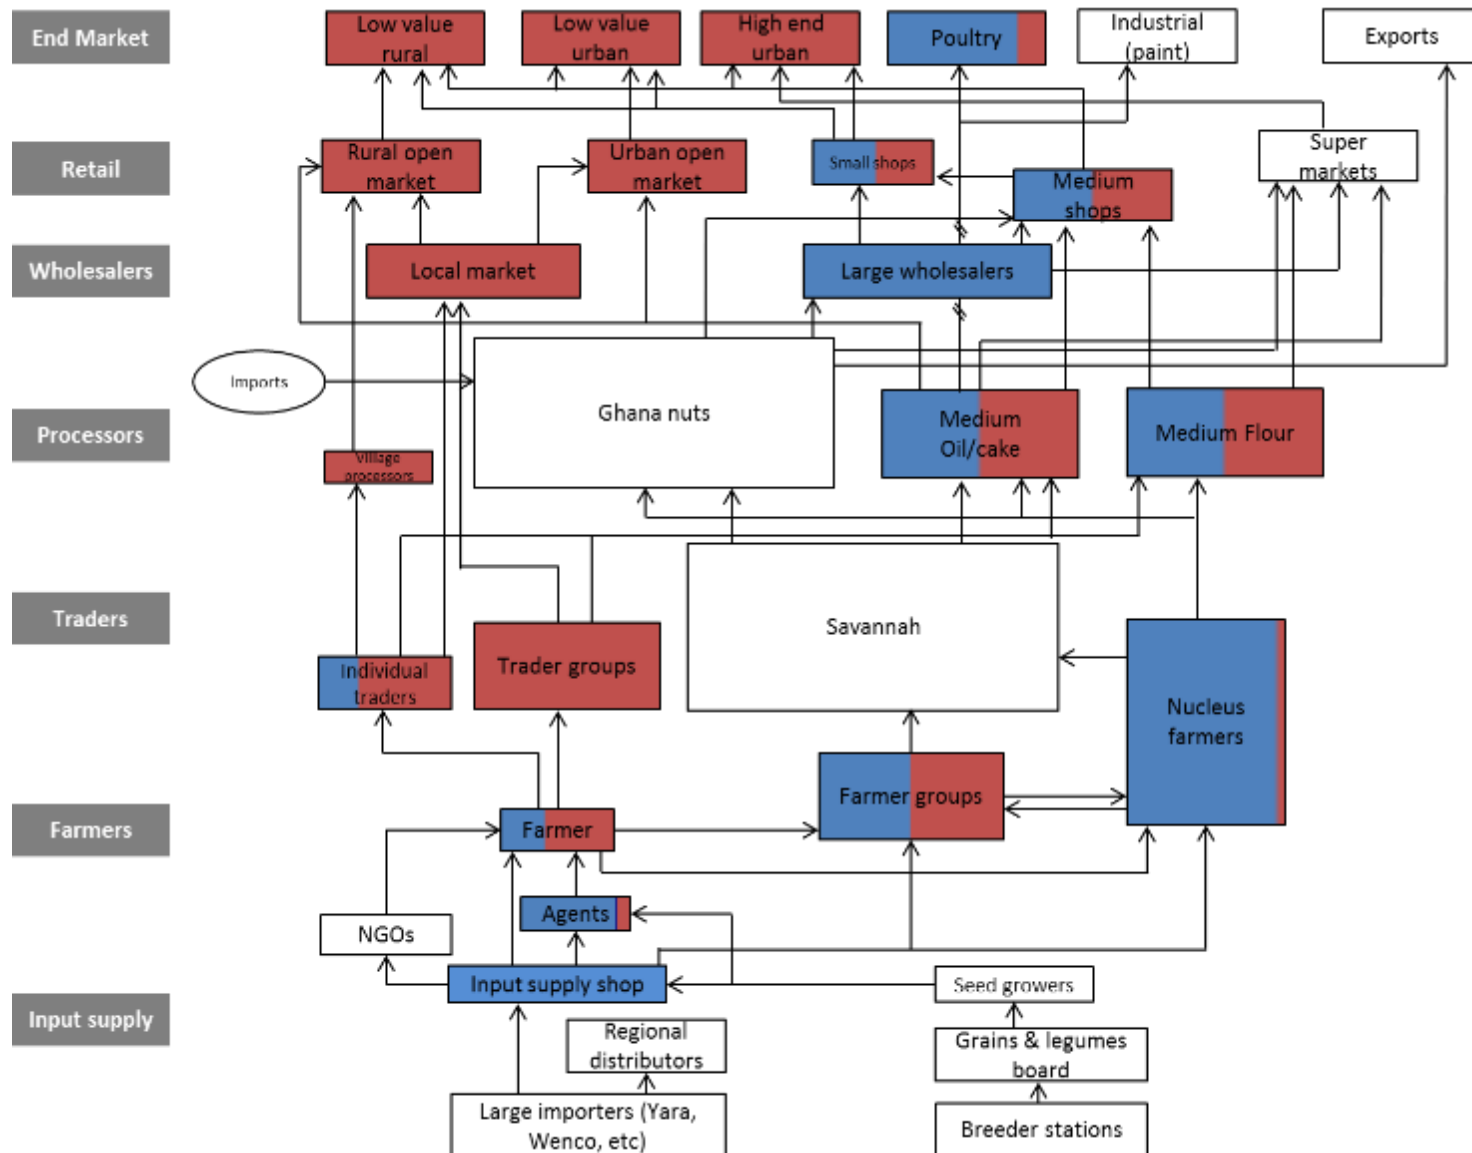 End Market
Low value
rural
Low value
urban
High end
urban
Poultry
Industrial
(paint)
Exports
Retail
Rural open
market
Urban open
market
Small shops
Medium
shops
Super
markets
Wholesalers
Local market
Large wholesalers
Imports
Processors
Ghana nuts
Medium
Oil/cake
Medium Flour
Village
processors
Traders
Savannah
Individual
traders
Trader groups
Nucleus
farmers
Farmers
Farmer
Farmer groups
Agents
NGOs
Input supply
Input supply shop
Seed growers
Regional
distributors
Grains & legumes
board
Large importers (Yara,
Wenco, etc)
Breeder stations